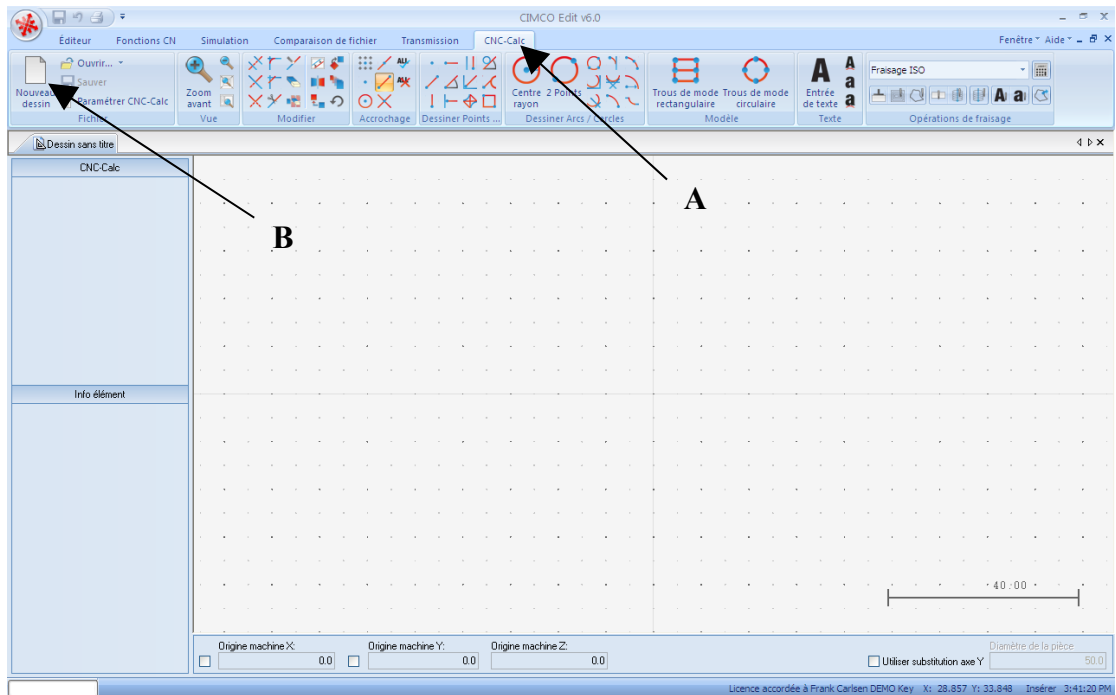 CIMCO Edit v6.0
Éditeur Fonctions CN Simulation Comparaison de fichier Transmission CNC-Calc Fenêtre Aide
Ouvrir...
Sauver
Paramétrer CNC-Calc
Nouveau
dessin
Zoom
avant
Centre 2 Points
rayon
Trous de mode Trous de mode
rectangulaire circulaire
Entrée
de texte
A
a
a
Fraisage ISO
Fichier Vue Modifier Accrochage Dessiner Points ... Dessiner Arcs / Cercles Modèle Texte Opérations de fraisage
Dessin sans titre
CNC-Calc
A
B
Info élément
40.00
Origine machine X: Origine machine Y: Origine machine Z: Diamètre de la pièce
0.0 0.0 0.0 Utiliser substitution axe Y 50.0
Licence accordée à Frank Carlsen DEMO Key X: 28.857 Y: 33.848 Insérer 3:41:20 PM